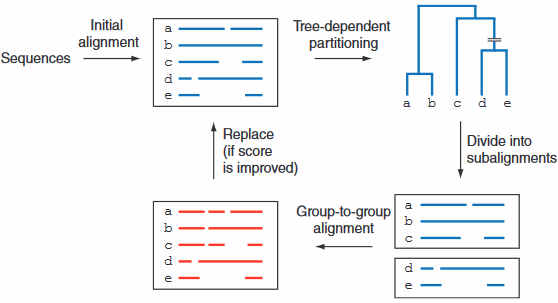 Sequences
Initial
alignment
a
b
c
d
e
Tree-dependent
partitioning
a b c d e
Divide into
subalignments
a
b
c
d
e
Group-to-group
alignment
a
b
c
d
e
Replace
(if score
is improved)